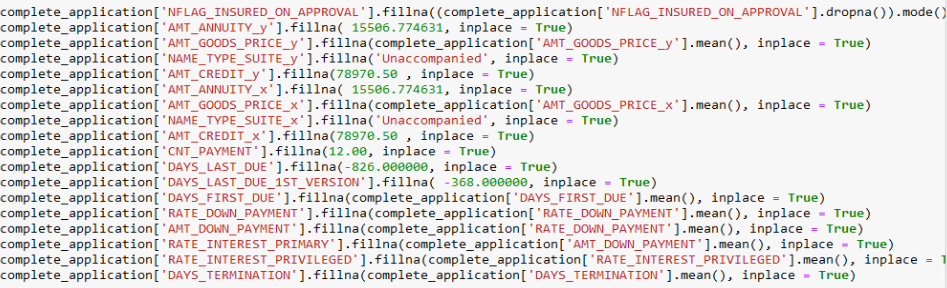 complete_application['NFLAG_INSURED_ON_APPROVAL'].fillna((complete_application['NFLAG_INSURED_ON_APPROVAL'].dropna()).mode()
complete_application['AMT_ANNUITY_y'].fillna( 15506.774631, inplace = True)
complete_application['AMT_GOODS_PRICE_y'].fillna(complete_application['AMT_GOODS_PRICE_y'].mean(), inplace = True)
complete_application['NAME_TYPE_SUITE_y'].fillna('Unaccompanied', inplace = True)
complete_application['AMT_CREDIT_y'].fillna(78970.50 , inplace = True)
complete_application['AMT_ANNUITY_x'].fillna( 15506.774631, inplace = True)
complete_application['AMT_GOODS_PRICE_x'].fillna(complete_application['AMT_GOODS_PRICE_x'].mean(), inplace = True)
complete_application['NAME_TYPE_SUITE_x'].fillna('Unaccompanied', inplace = True)
complete_application['AMT_CREDIT_x'].fillna(78970.50 , inplace = True)
complete_application['CNT_PAYMENT'].fillna(12.00, inplace = True)
complete_application['DAYS_LAST_DUE'].fillna(-826.000000, inplace = True)
complete_application['DAYS_LAST_DUE_1ST_VERSION'].fillna( -368.000000, inplace = True)
complete_application['DAYS_FIRST_DUE'].fillna(complete_application['DAYS_FIRST_DUE'].mean(), inplace = True)
complete_application['RATE_DOWN_PAYMENT'].fillna(complete_application['RATE_DOWN_PAYMENT'].mean(), inplace = True)
complete_application['AMT_DOWN_PAYMENT'].fillna(complete_application['RATE_DOWN_PAYMENT'].mean(), inplace = True)
complete_application['RATE_INTEREST_PRIMARY'].fillna(complete_application['AMT_DOWN_PAYMENT'].mean(), inplace = True)
complete_application['RATE_INTEREST_PRIVILEGED'].fillna(complete_application['RATE_INTEREST_PRIVILEGED'].mean(), inplace =
complete_application['DAYS_TERMINATION'].fillna(complete_application['DAYS_TERMINATION'].mean(), inplace = True)